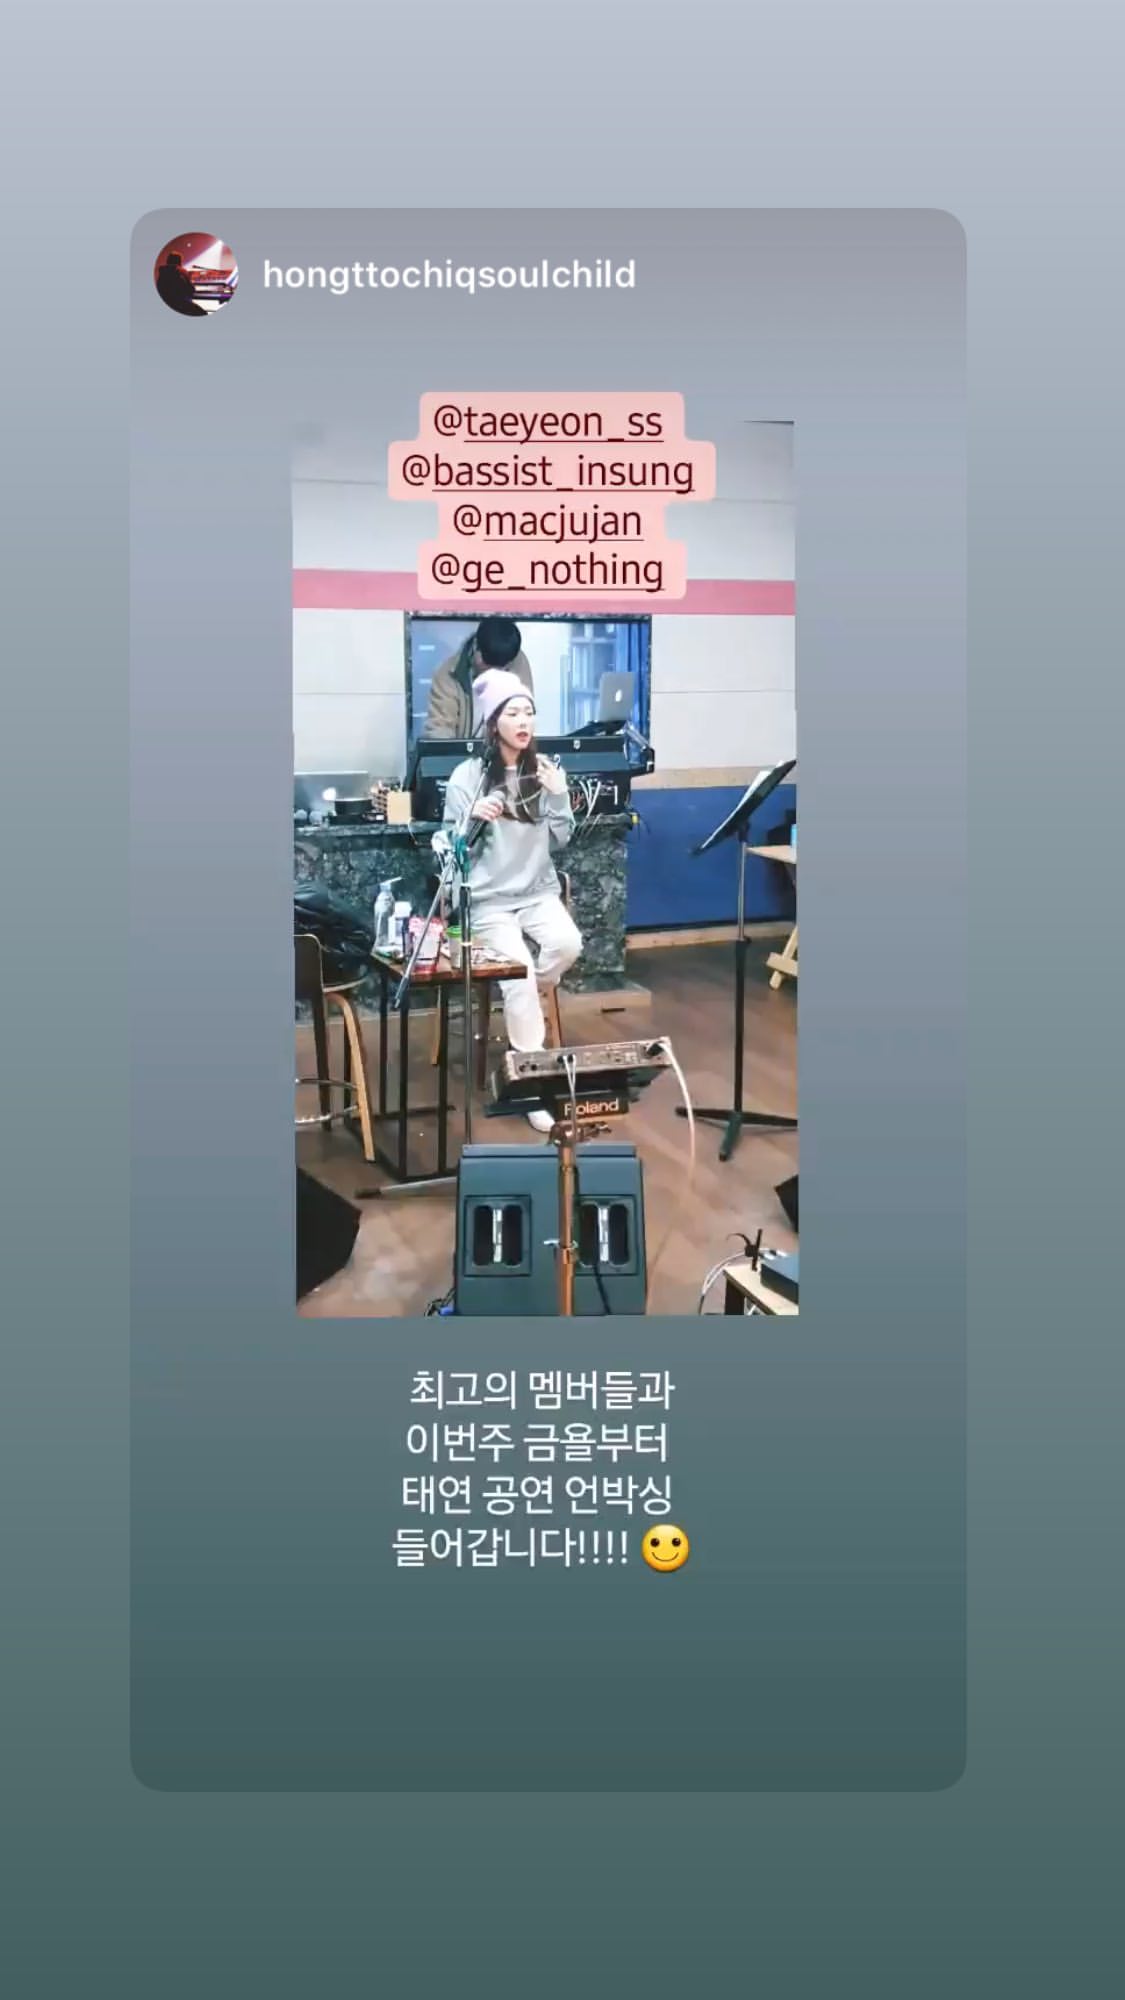 hongttochiqsoulchild
@taeyeon_ss
@bassist_insung
@macjujan
@ge_nothing
Roland
최고의 멤버들과
이번주 금욜부터
태연 공연 언박싱
들어갑니다!!!! 🙂